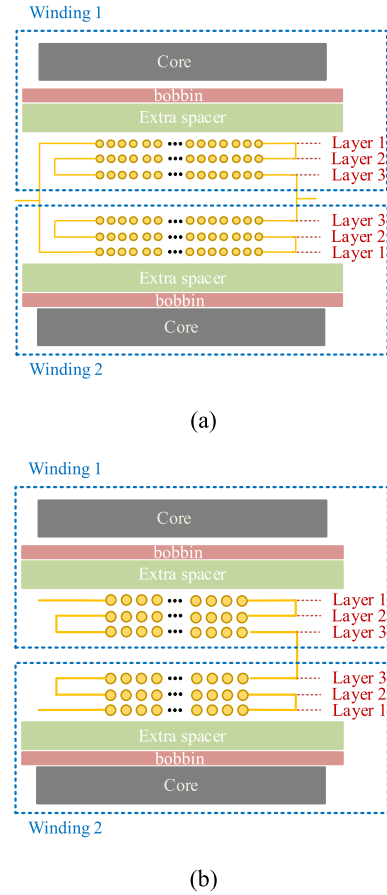 Winding 1
Core
bobbin
Extra spacer
Layer 1
Layer 2
Layer 3
Layer 3
Layer 2
Layer 1
Extra spacer
bobbin
Core
Winding 2
(a)
Winding 1
Core
bobbin
Extra spacer
Layer 1
Layer 2
Layer 3
Layer 3
Layer 2
Layer 1
Extra spacer
bobbin
Core
Winding 2
(b)